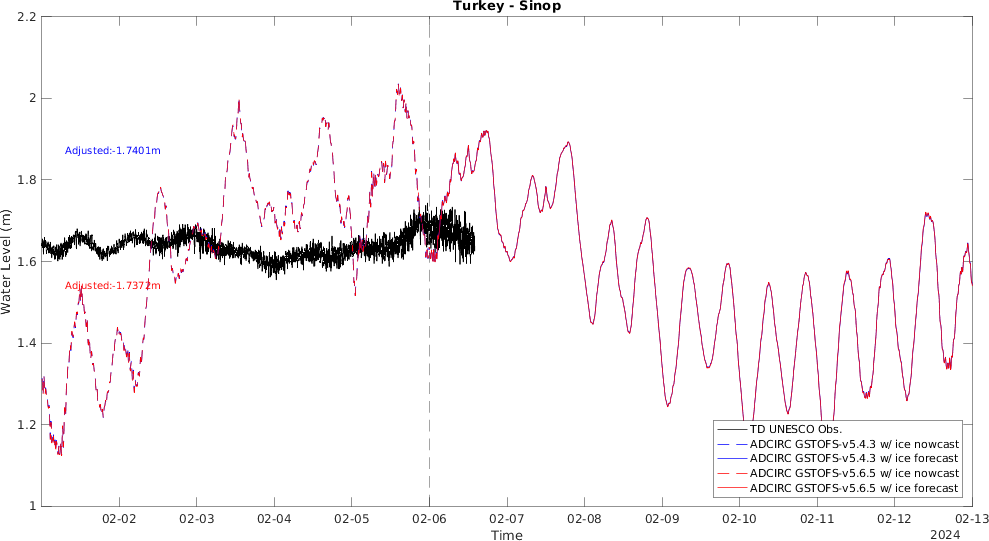 Turkey - Sinop
2.2
2
1.8
1.6
1.4
1.2
1
Water Level (m)
Adjusted:-1.7401m
Adjusted:-1.7372m
TD UNESCO Obs.
ADCIRC GSTOFS-v5.4.3 w/ ice nowcast
ADCIRC GSTOFS-v5.4.3 w/ ice forecast
ADCIRC GSTOFS-v5.6.5 w/ ice nowcast
ADCIRC GSTOFS-v5.6.5 w/ ice forecast
02-02 02-03 02-04 02-05 02-06 02-07 02-08 02-09 02-10 02-11 02-12 02-13
Time
2024